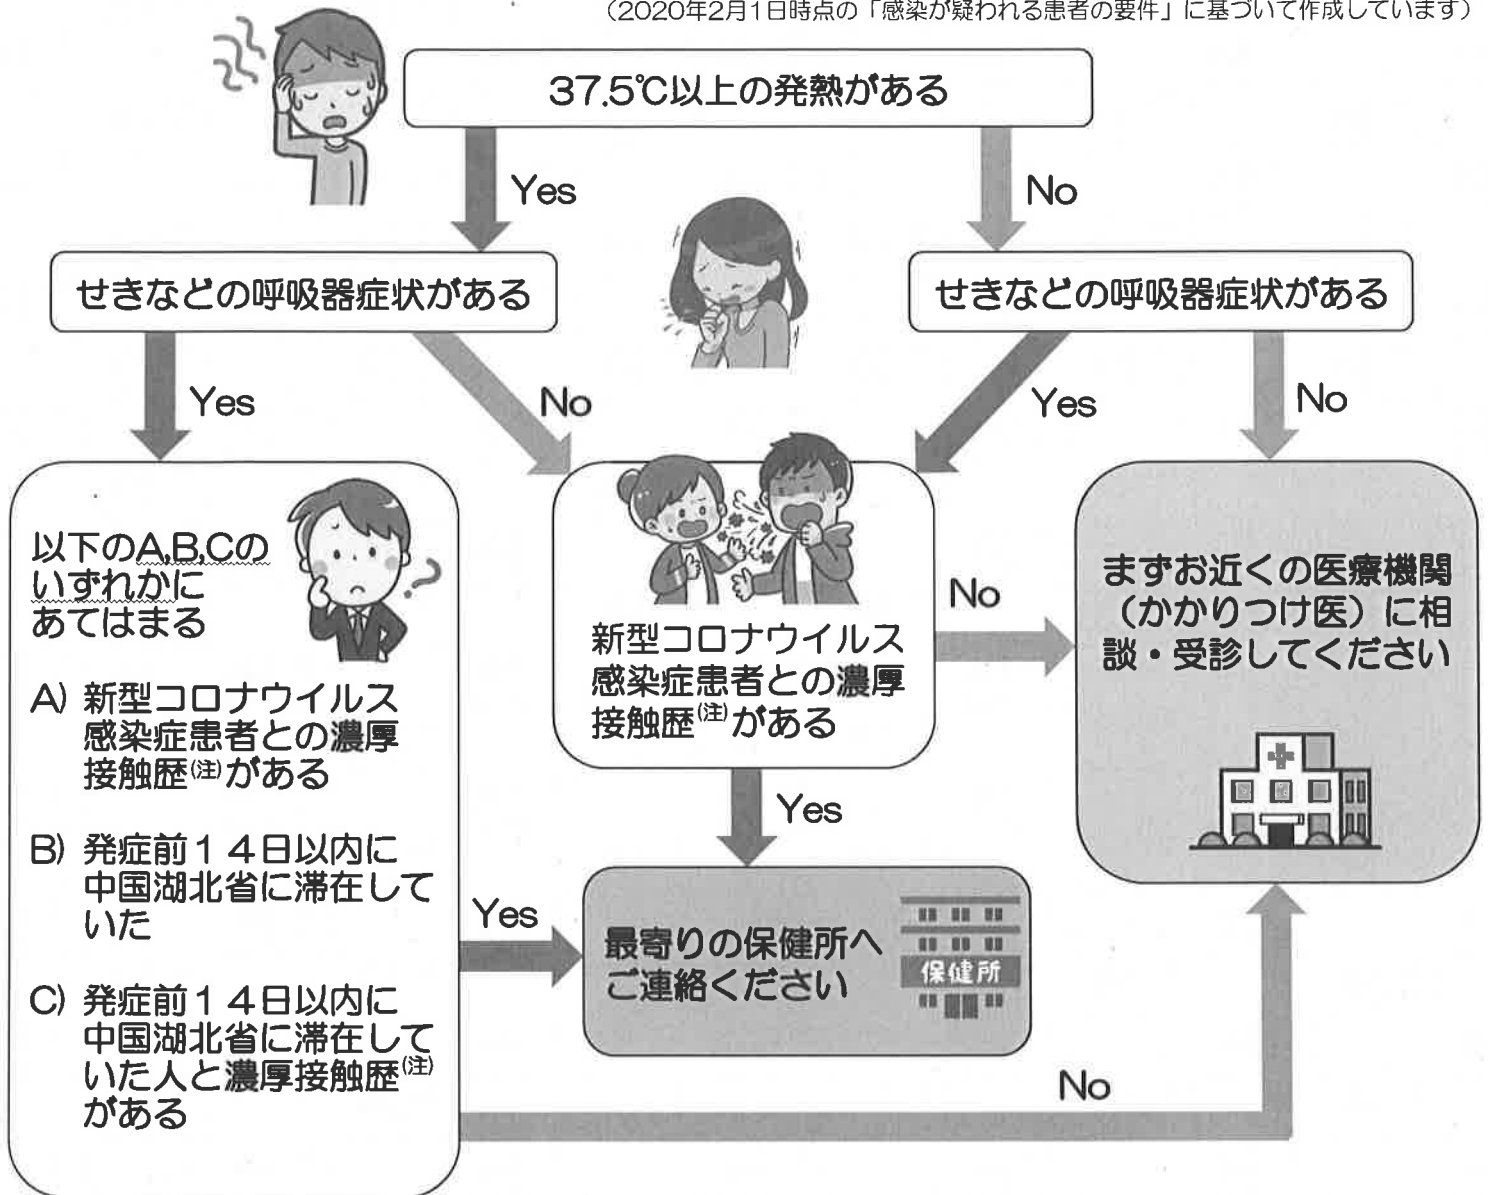 （2020年2月1日時点の「感染が疑われる患者の要件」に基づいて作成しています）
37.5℃以上の発熱がある
Yes
No
せきなどの呼吸器症状がある
せきなどの呼吸器症状がある
Yes
No
Yes
No
以下のA,B,Cの
いずれかに
あてはまる
A) 新型コロナウイルス
感染症患者との濃厚
接触歴(注)がある
B) 発症前１４日以内に
中国湖北省に滞在して
いた
C) 発症前１４日以内に
中国湖北省に滞在して
いた人と濃厚接触歴(注)
がある
新型コロナウイルス
感染症患者との濃厚
接触歴(注)がある
No
Yes
まずお近くの医療機関
（かかりつけ医）に相
談・受診してください
Yes
最寄りの保健所へ
ご連絡ください
保健所
No